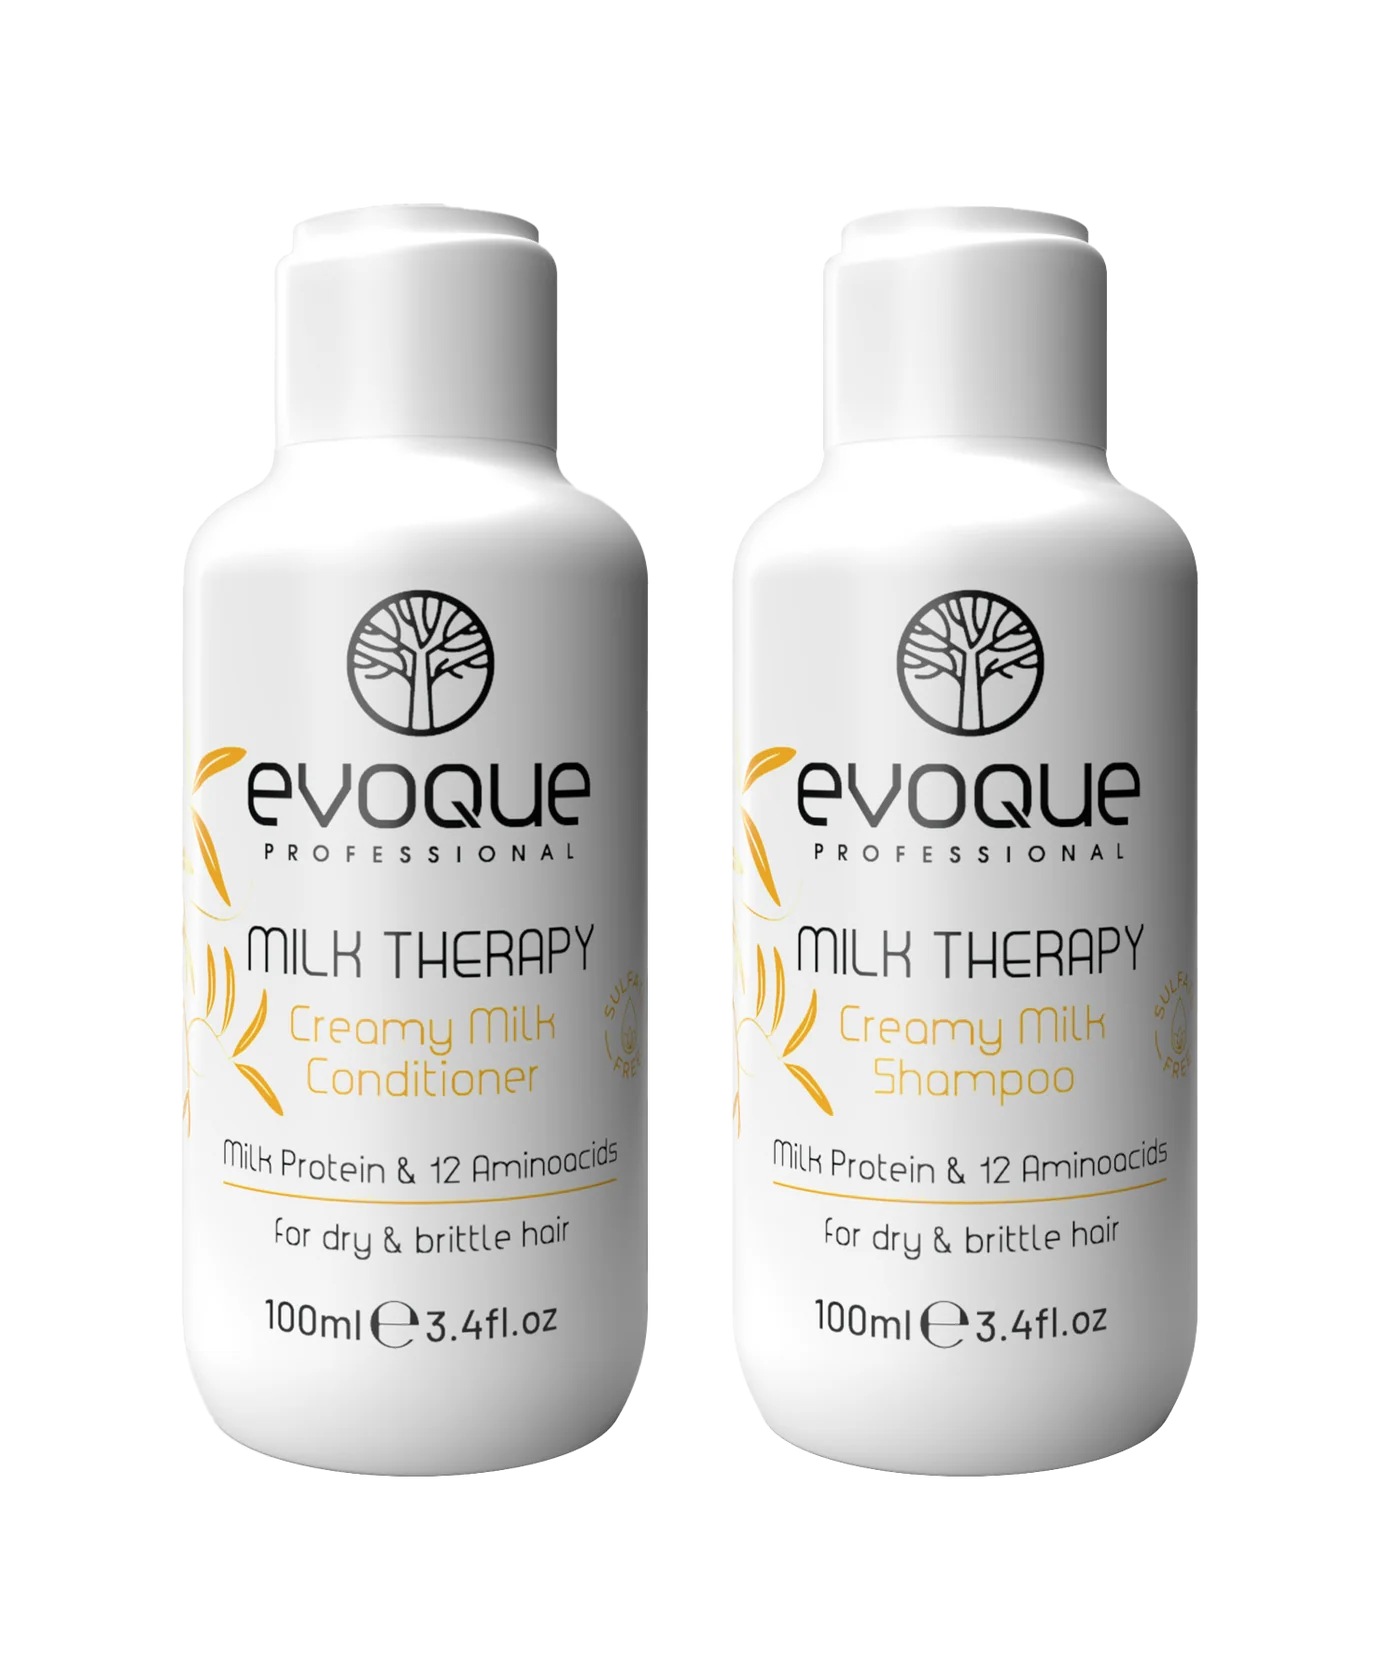 evoque
PROFESSIONAL
MILK THERAPY
Creamy Milk
Conditioner
FREE
Milk Protein & 12 Aminoacids
for dry & brittle hair
100ml e 3.4fl.oz
evoque
PROFESSIONAL
MILK THERAPY
Creamy Milk
Shampoo
FREE
Milk Protein & 12 Aminoacids
for dry & brittle hair
100ml e 3.4fl.oz